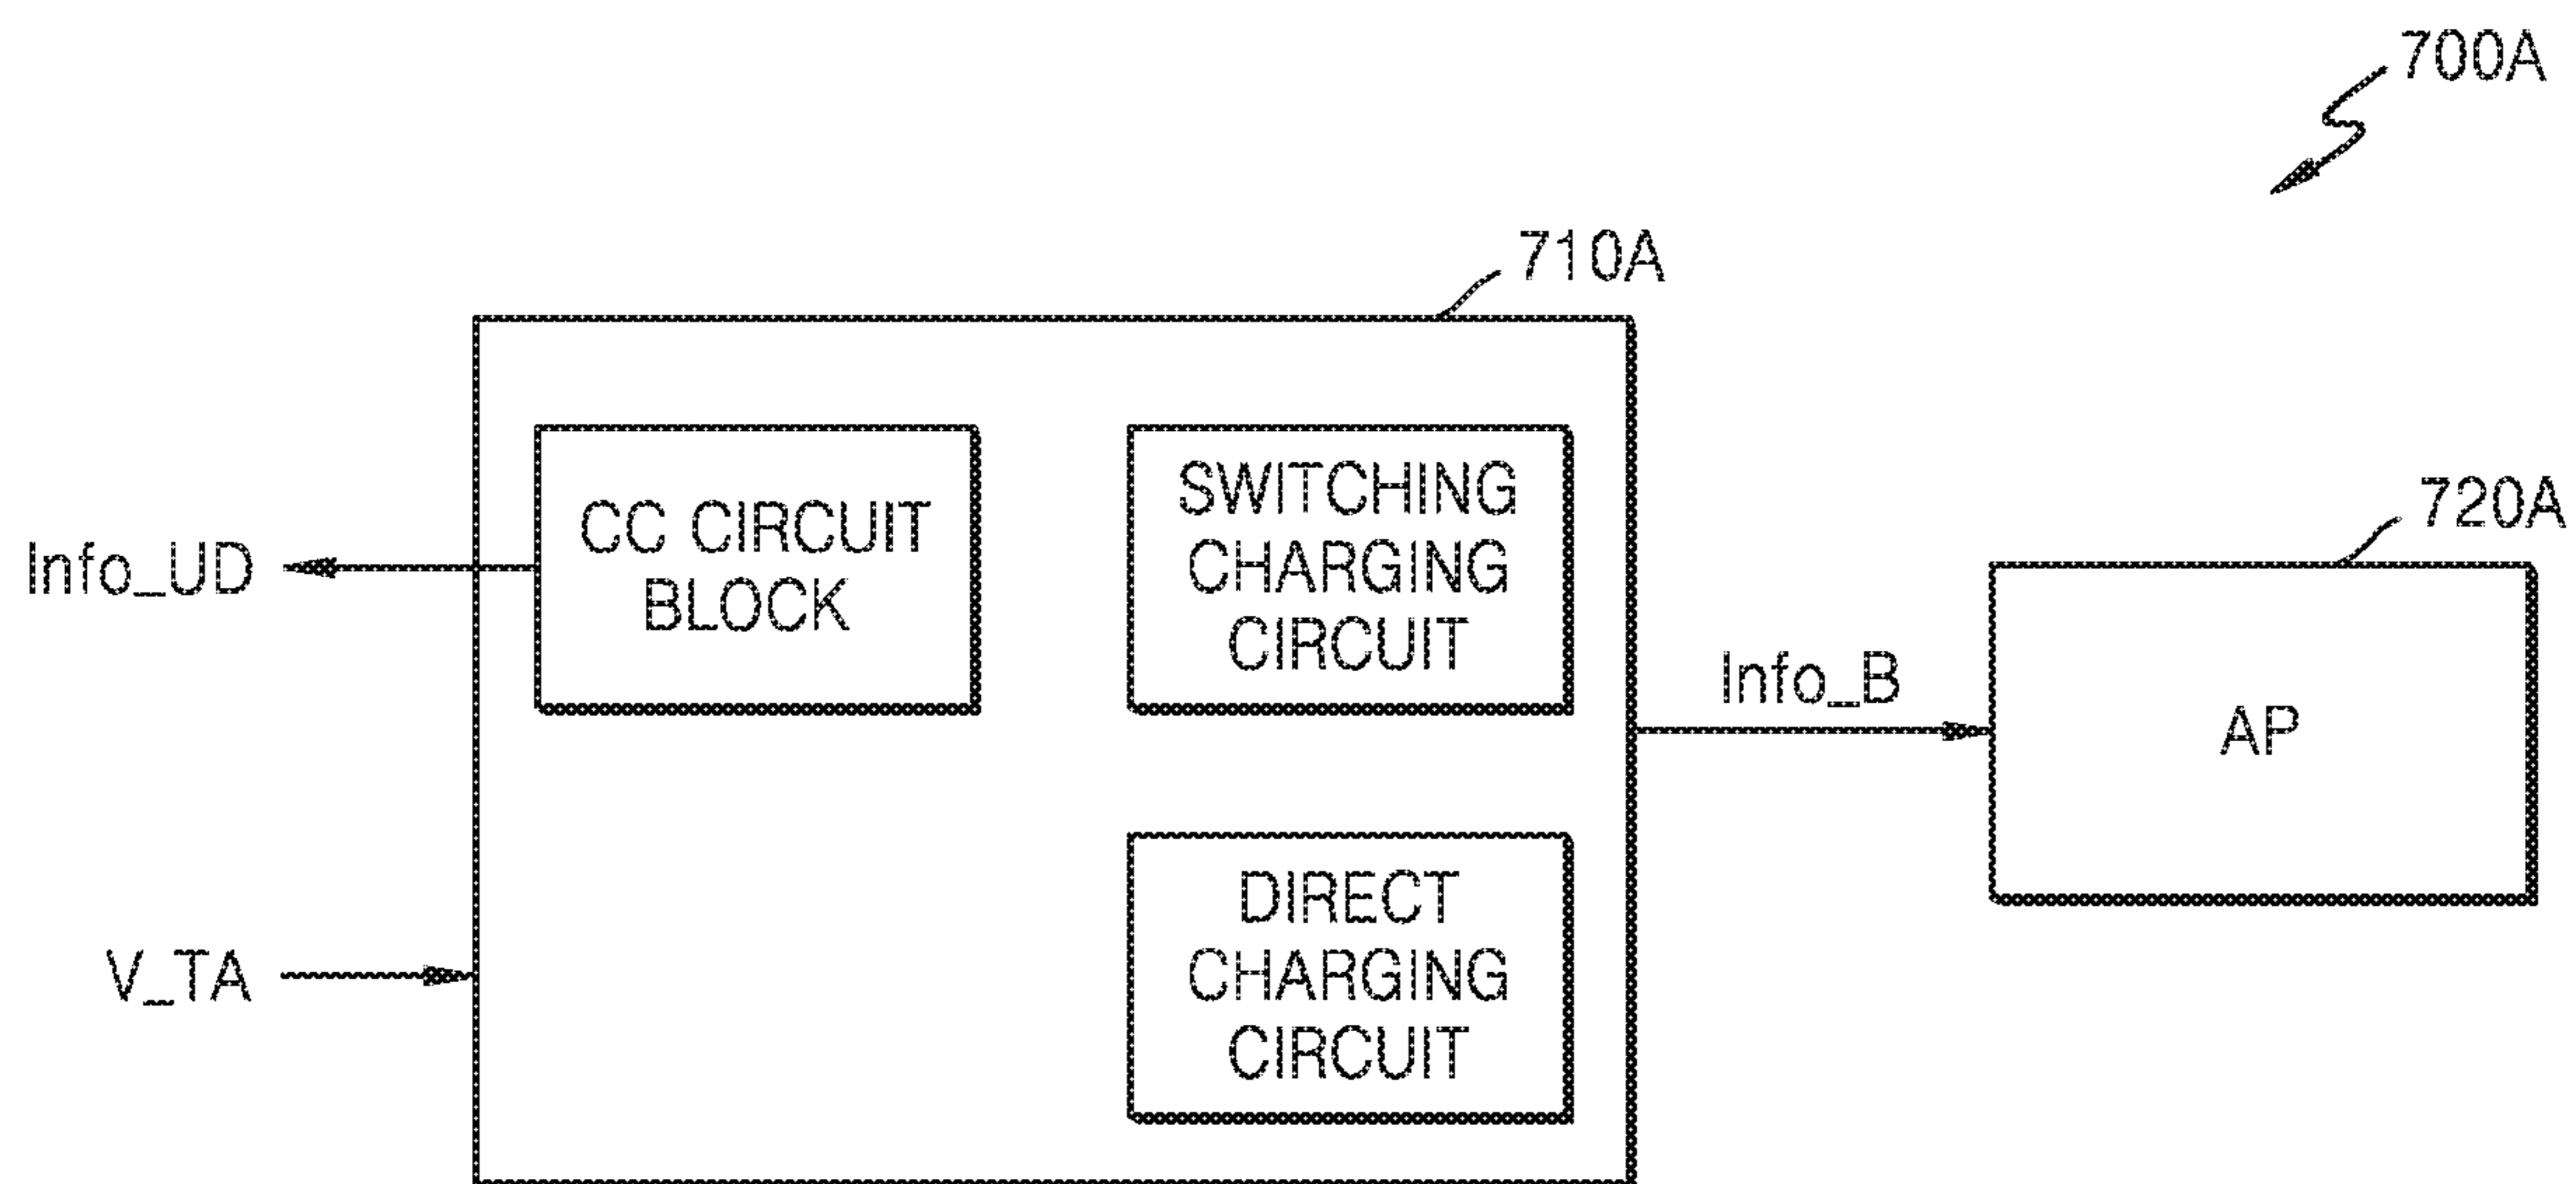 700A
710A
CC CIRCUIT
BLOCK
SWITCHING
CHARGING
CIRCUIT
720A
Info_UD
Info_B
AP
V_TA
DIRECT
CHARGING
CIRCUIT